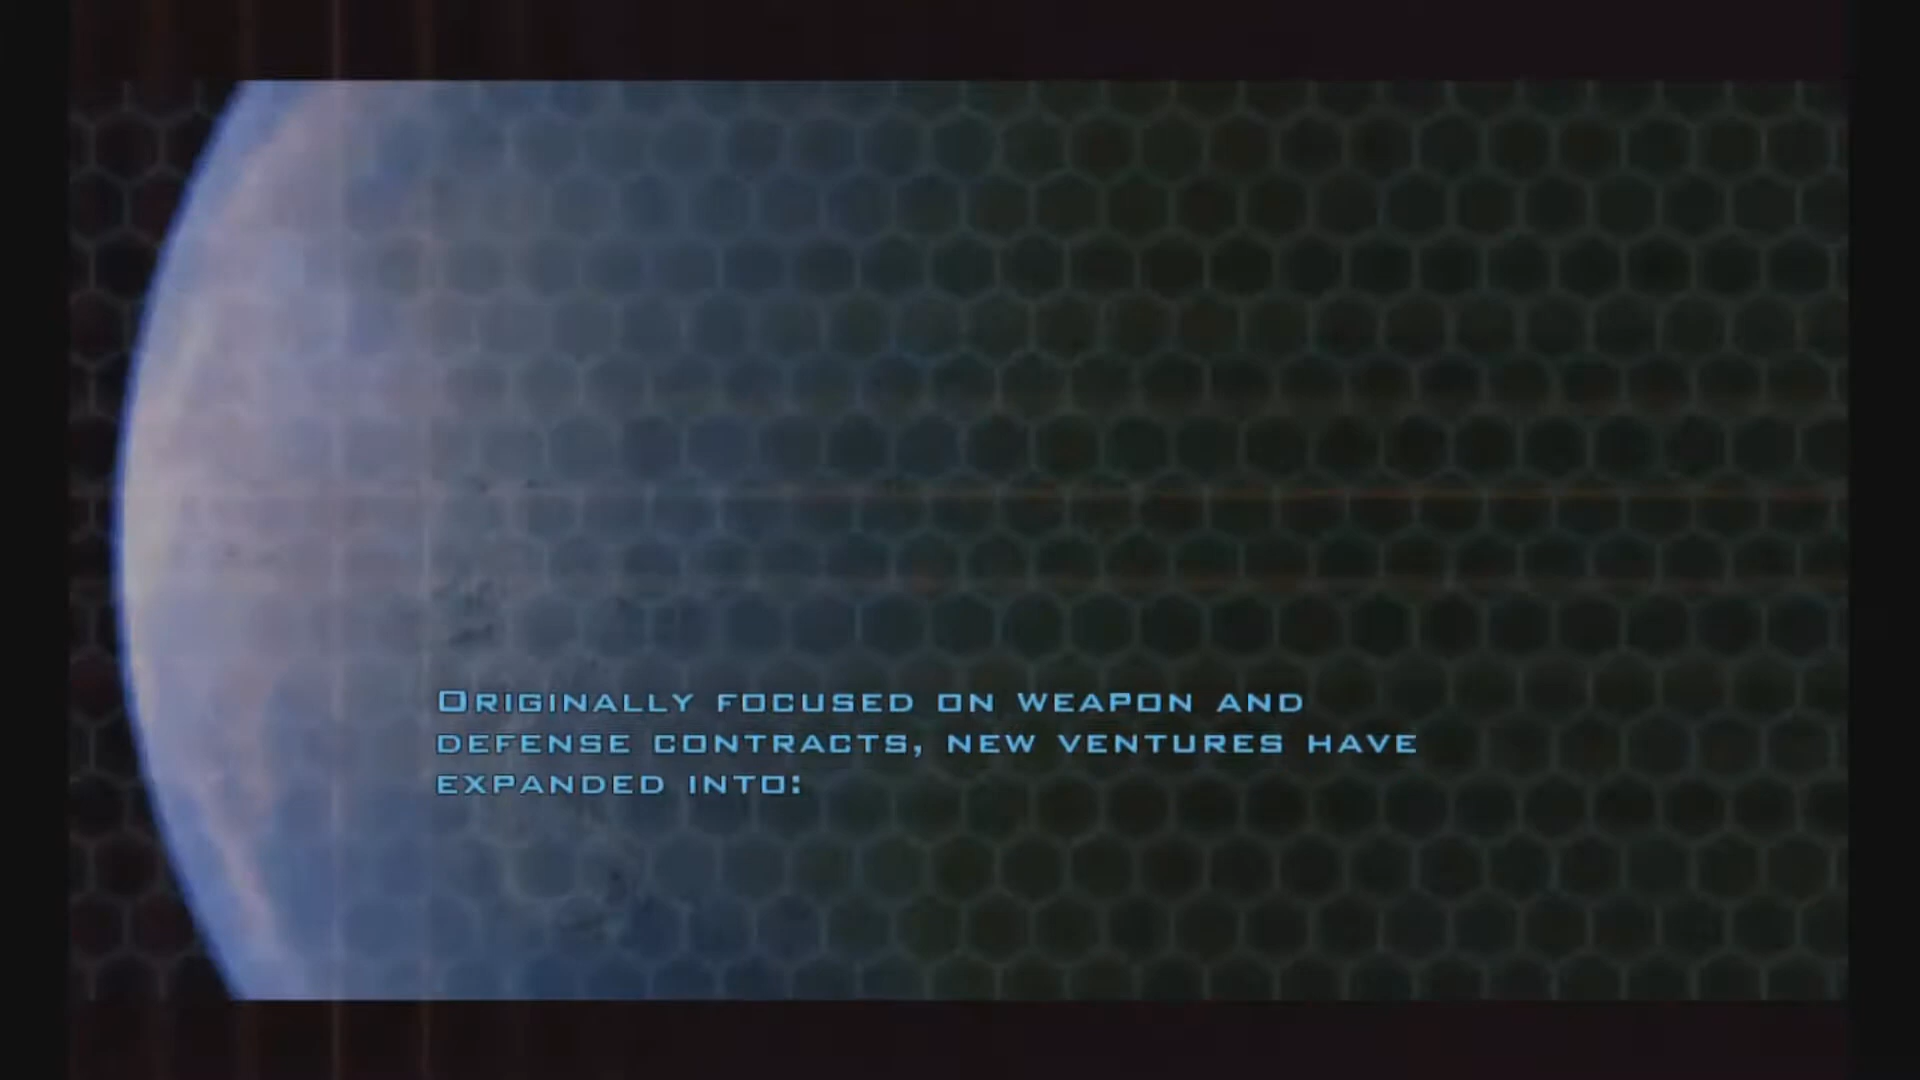 Originally focused on weapon and
defense contracts, new ventures have
expanded into: